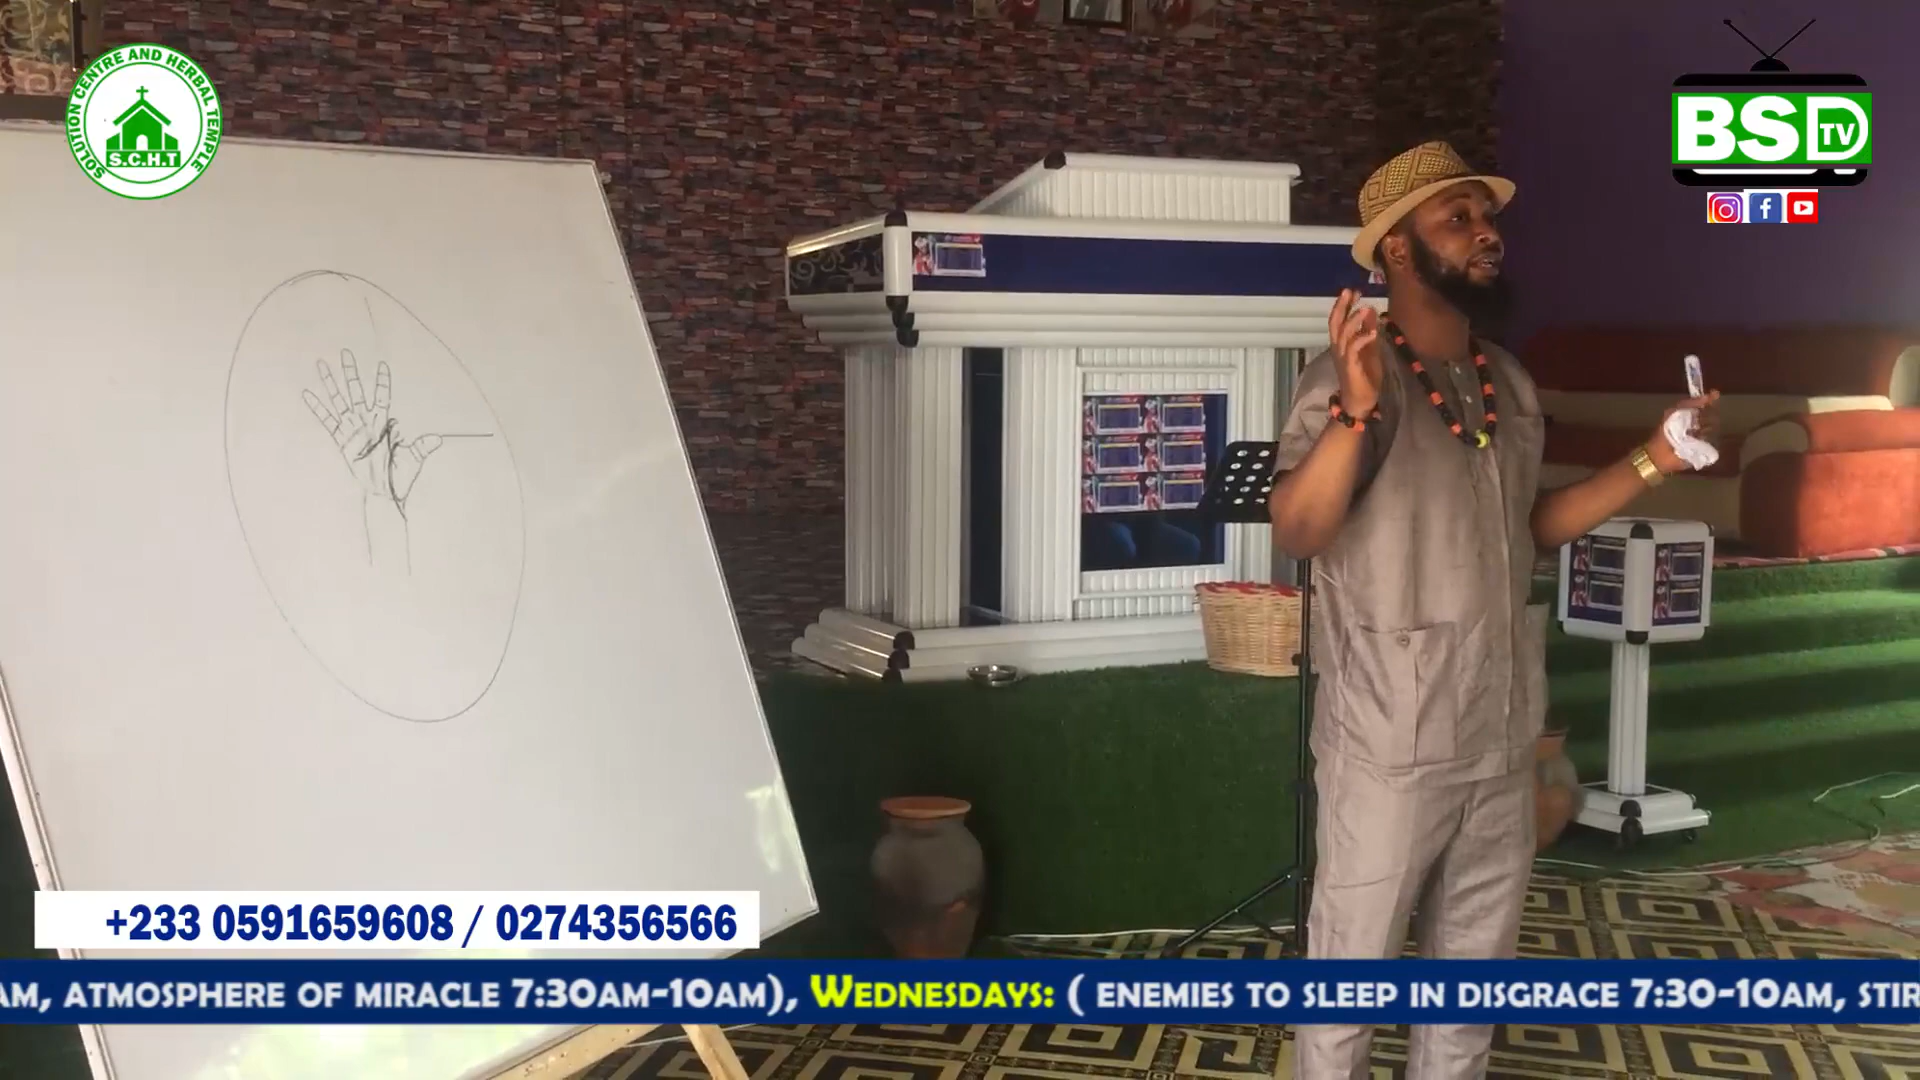 SOLUTION CENTRE AND HERBAL TEMPLE
S.C.H.T
BSD TV
+233 0591659608 / 0274356566
AM, ATMOSPHERE OF MIRACLE 7:30AM-10AM), WEDNESDAYS: ( ENEMIES TO SLEEP IN DISGRACE 7:30-10AM, STIR